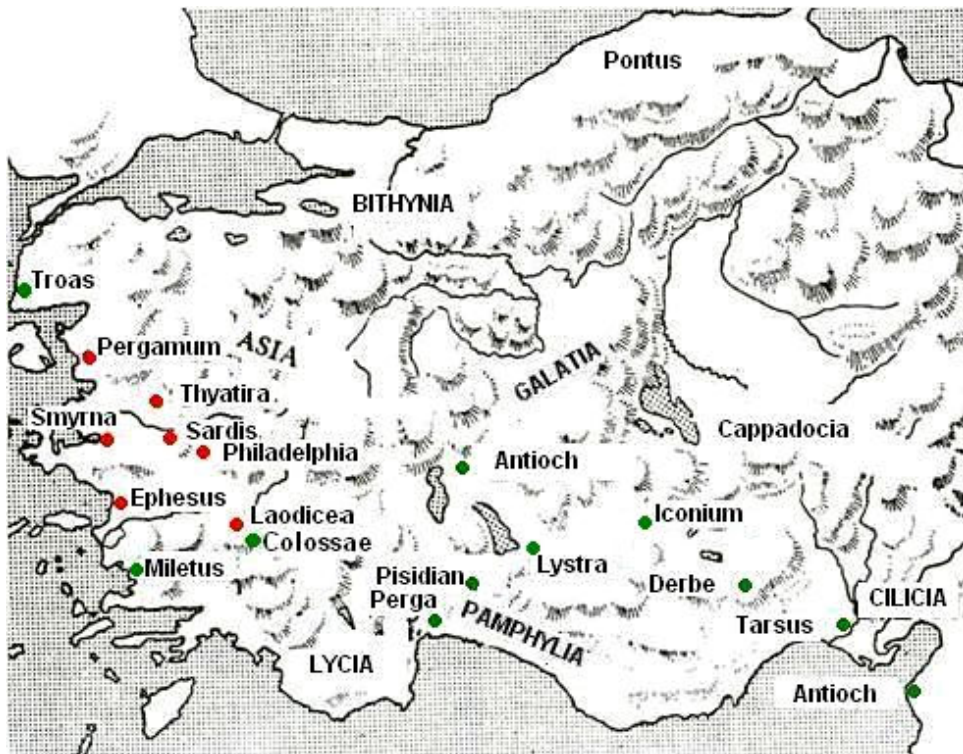 Pontus
BITHYNIA
Troas
ASIA
Pergamum
GALATIA
Thyatira
Smyrna
Sardis
Cappadocia
Philadelphia
Antioch
Ephesus
Iconium
Laodicea
Colossae
Lystra
Miletus
Pisidian
Derbe
Perga
CILICIA
PAMPHYLIA
Tarsus
LYCIA
Antioch